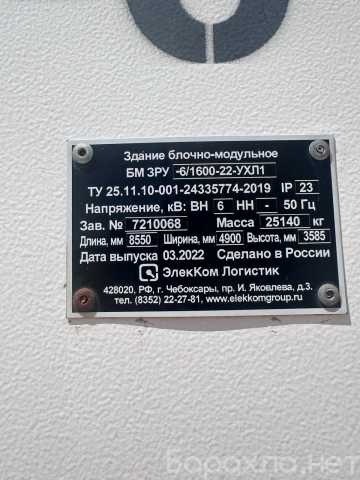 Здание блочно-модульное
БМ ЗРУ -6/1600-22-УХЛ1
ТУ 25.11.10-001-24335774-2019 IP 23
Напряжение, кВ: ВН 6 НН - 50 Гц
Зав. № 7210068 Масса 25140 кг
Длина, мм 8550 Ширина, мм 4900 Высота, мм 3585
Дата выпуска 03.2022 Сделано в России
ЭлекКом Логистик
428020, РФ, г. Чебоксары, пр. И. Яковлева, д.3.
тел. (8352) 22-27-81, www.elekkomgroup.ru
Барахла.нет